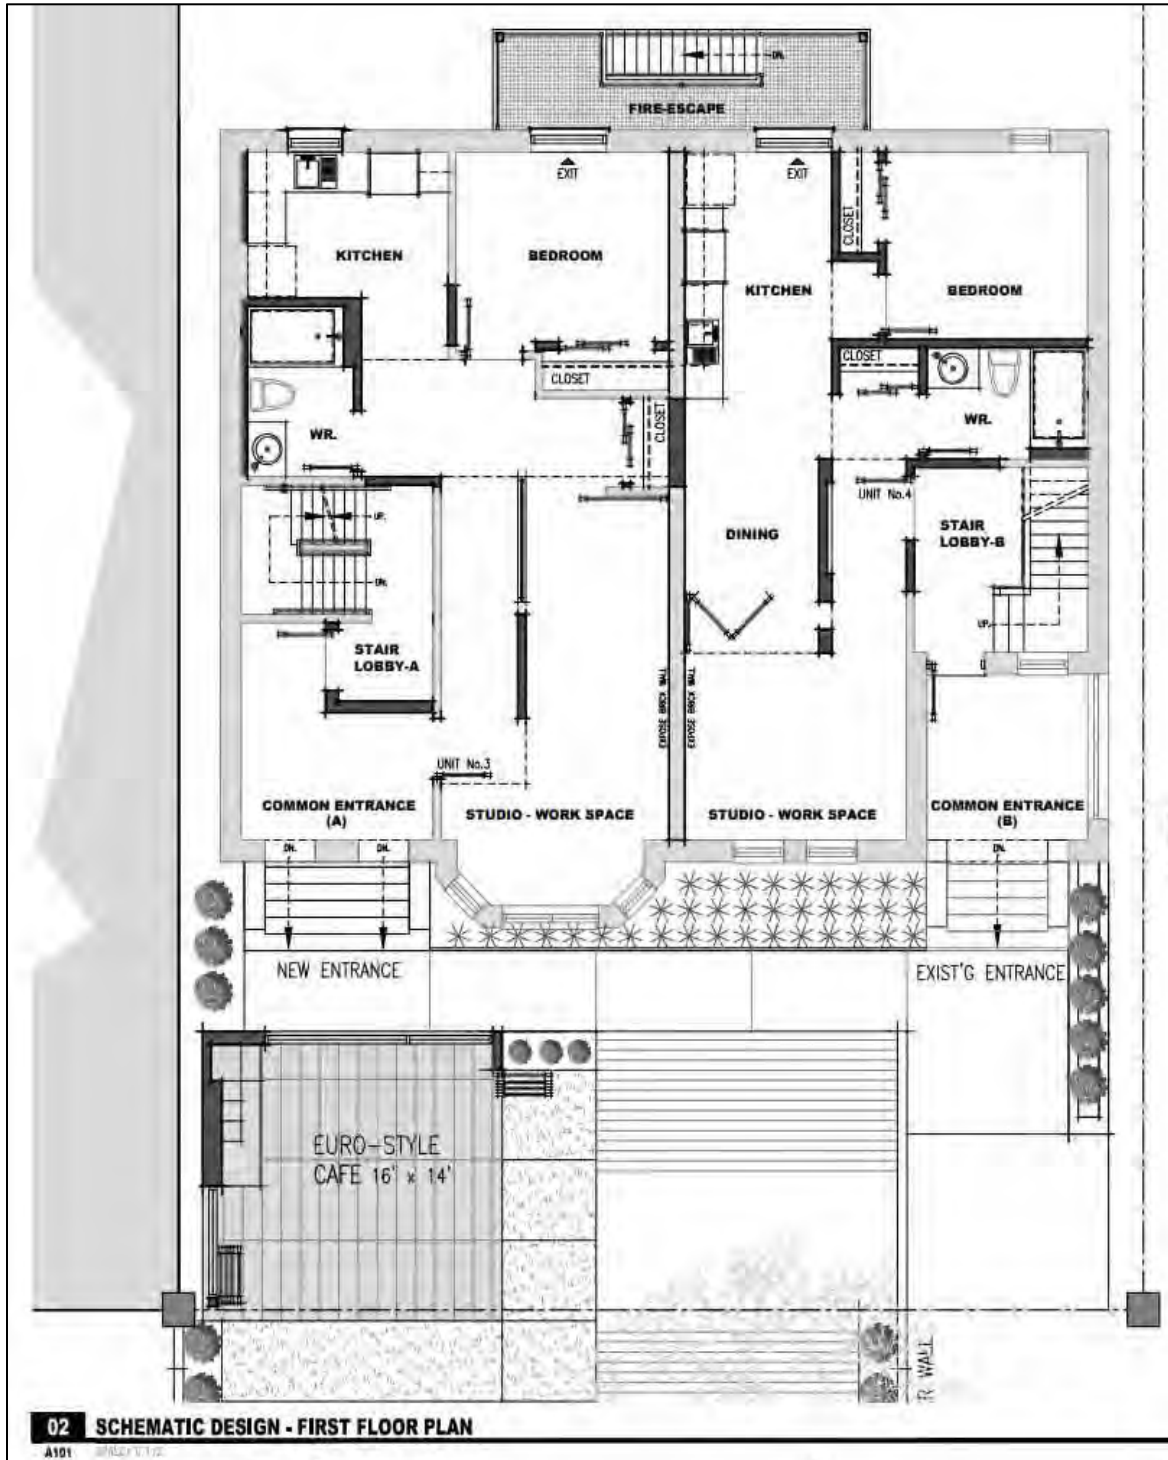 DN.
FIRE-ESCAPE
EXIT
EXIT
CLOSET
KITCHEN
BEDROOM
KITCHEN
BEDROOM
CLOSET
CLOSET
CLOSET
WR.
WR.
UNIT No.4
UP.
DINING
STAIR
LOBBY-B
DN.
UP.
STAIR
LOBBY-A
EXPOSE BRICK WALL
EXPOSE BRICK WALL
UNIT No.3
COMMON ENTRANCE
(A)
STUDIO - WORK SPACE
STUDIO - WORK SPACE
COMMON ENTRANCE
(B)
DN.
DN.
DN.
NEW ENTRANCE
EXIST'G ENTRANCE
EURO-STYLE
CAFE 16' x 14'
R WALL
02 SCHEMATIC DESIGN - FIRST FLOOR PLAN
A101